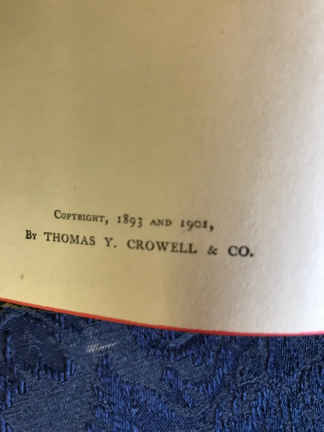 COPYRIGHT, 1893 AND 1901,
BY THOMAS Y. CROWELL & CO.